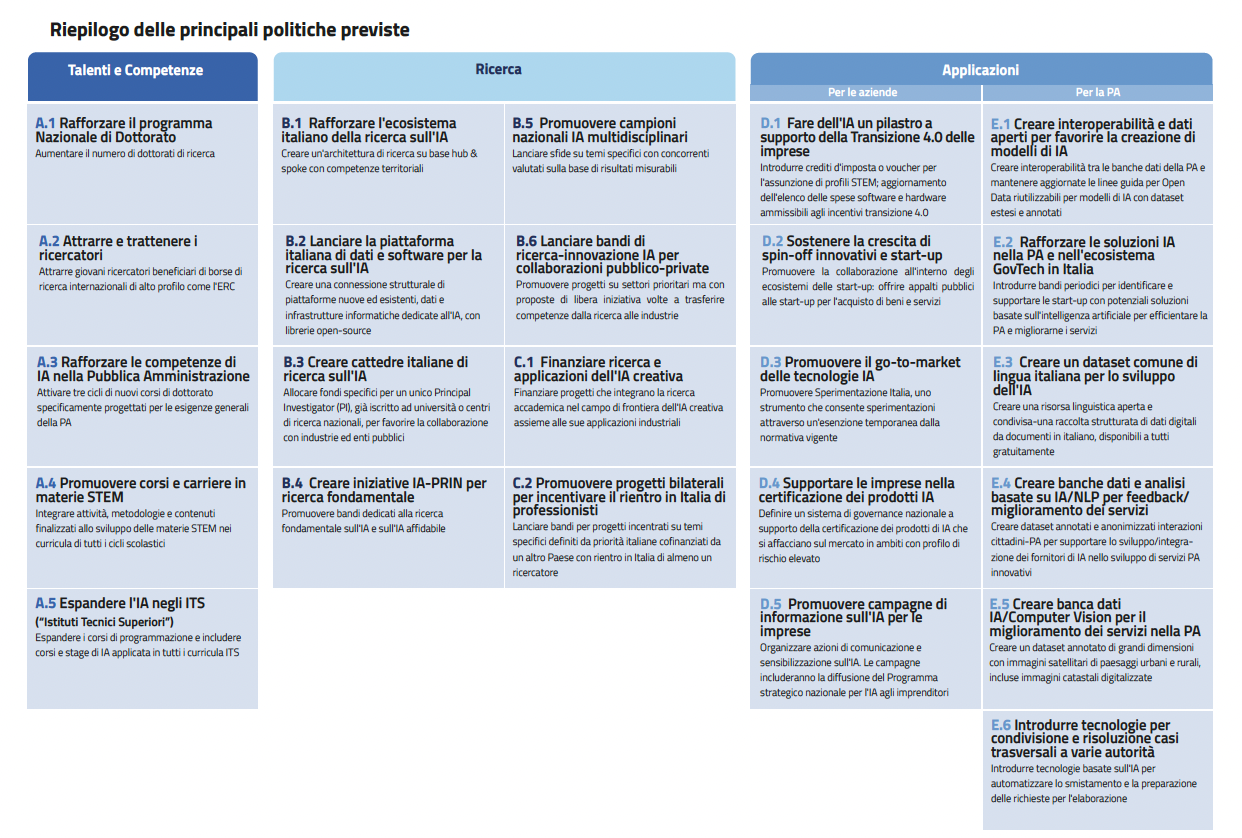 Riepilogo delle principali politiche previste
Talenti e Competenze
A.1 Rafforzare il programma
Nazionale di Dottorato
Aumentare il numero di dottorati di ricerca
A.2 Attrarre e trattenere i
ricercatori
Attrarre giovani ricercatori beneficiari di borse di
ricerca internazionali di alto profilo come l'ERC
A.3 Rafforzare le competenze di
IA nella Pubblica Amministrazione
Attivare tre cicli di nuovi corsi di dottorato
specificamente progettati per le esigenze generali
della PA
A.4 Promuovere corsi e carriere in
materie STEM
Integrare attività, metodologie e contenuti
finalizzati allo sviluppo delle materie STEM nei
curricula di tutti i cicli scolastici
A.5 Espandere l'IA negli ITS
("Istituti Tecnici Superiori")
Espandere i corsi di programmazione e includere
corsi e stage di IA applicata in tutti i curricula ITS
Ricerca
B.1 Rafforzare l'ecosistema
italiano della ricerca sull'IA
Creare un'architettura di ricerca su base hub &
spoke con competenze territoriali
B.2 Lanciare la piattaforma
italiana di dati e software per la
ricerca sull'IA
Creare una connessione strutturale di
piattaforme nuove ed esistenti, dati e
infrastrutture informatiche dedicate all'IA, con
librerie open-source
B.3 Creare cattedre italiane di
ricerca sull'IA
Allocare fondi specifici per un unico Principal
Investigator (PI), già iscritto ad università o centri
di ricerca nazionali, per favorire la collaborazione
con industrie ed enti pubblici
B.4 Creare iniziative IA-PRIN per
ricerca fondamentale
Promuovere bandi dedicati alla ricerca
fondamentale sull'IA e sull'IA affidabile
B.5 Promuovere campioni
nazionali IA multidisciplinari
Lanciare sfide su temi specifici con concorrenti
valutati sulla base di risultati misurabili
B.6 Lanciare bandi di
ricerca-innovazione IA per
collaborazioni pubblico-private
Promuovere progetti su settori prioritari ma con
proposte di libera iniziativa volte a trasferire
competenze dalla ricerca alle industrie
C.1 Finanziare ricerca e
applicazioni dell'IA creativa
Finanziare progetti che integrano la ricerca
accademica nel campo di frontiera dell'IA creativa
assieme alle sue applicazioni industriali
C.2 Promuovere progetti bilaterali
per incentivare il rientro in Italia di
professionisti
Lanciare bandi per progetti incentrati su temi
specifici definiti da priorità italiane cofinanziati da
un altro Paese con rientro in Italia di almeno un
ricercatore
Applicazioni
Per le aziende
D.1 Fare dell'IA un pilastro a
supporto della Transizione 4.0 delle
imprese
Introdurre crediti d'imposta o voucher per
l'assunzione di profili STEM; aggiornamento
dell'elenco delle spese software e hardware
ammissibili agli incentivi transizione 4.0
D.2 Sostenere la crescita di
spin-off innovativi e start-up
Promuovere la collaborazione all'interno degli
ecosistemi delle start-up: offrire appalti pubblici
alle start-up per l'acquisto di beni e servizi
D.3 Promuovere il go-to-market
delle tecnologie IA
Promuovere Sperimentazione Italia, uno
strumento che consente sperimentazioni
attraverso un'esenzione temporanea dalla
normativa vigente
D.4 Supportare le imprese nella
certificazione dei prodotti IA
Definire un sistema di governance nazionale a
supporto della certificazione dei prodotti di IA che
si affacciano sul mercato in ambiti con profilo di
rischio elevato
D.5 Promuovere campagne di
informazione sull'IA per le
imprese
Organizzare azioni di comunicazione e
sensibilizzazione sull'IA. Le campagne
includeranno la diffusione del Programma
strategico nazionale per l'IA agli imprenditori
Per la PA
E.1 Creare interoperabilità e dati
aperti per favorire la creazione di
modelli di IA
Creare interoperabilità tra le banche dati della PA e
mantenere aggiornate le linee guida per Open
Data riutilizzabili per modelli di IA con dataset
estesi e annotati
E.2 Rafforzare le soluzioni IA
nella PA e nell'ecosistema
GovTech in Italia
Introdurre bandi periodici per identificare e
supportare le start-up con potenziali soluzioni
basate sull'intelligenza artificiale per efficientare la
PA e migliorarne i servizi
E.3 Creare un dataset comune di
lingua italiana per lo sviluppo
dell'IA
Creare una risorsa linguistica aperta e
condivisa-una raccolta strutturata di dati digitali
da documenti in italiano, disponibili a tutti
gratuitamente
E.4 Creare banche dati e analisi
basate su IA/NLP per feedback/
miglioramento dei servizi
Creare dataset annotati e anonimizzati interazioni
cittadini-PA per supportare lo sviluppo/integra-
zione dei fornitori di IA nello sviluppo di servizi PA
innovativi
E.5 Creare banca dati
IA/Computer Vision per il
miglioramento dei servizi nella PA
Creare un dataset annotato di grandi dimensioni
con immagini satellitari di paesaggi urbani e rurali,
incluse immagini catastali digitalizzate
E.6 Introdurre tecnologie per
condivisione e risoluzione casi
trasversali a varie autorità
Introdurre tecnologie basate sull'IA per
automatizzare lo smistamento e la preparazione
delle richieste per l'elaborazione